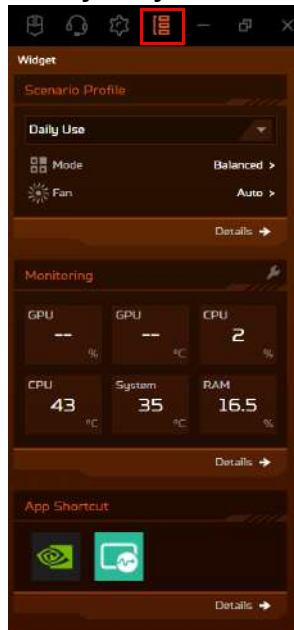 Widget
Scenario Profile
Daily Use
Mode Balanced >
Fan Auto >
Details →
Monitoring
GPU GPU CPU
-- -- 2
% °C %
CPU System RAM
43 35 16.5
°C °C %
Details →
App Shortcut
Details →